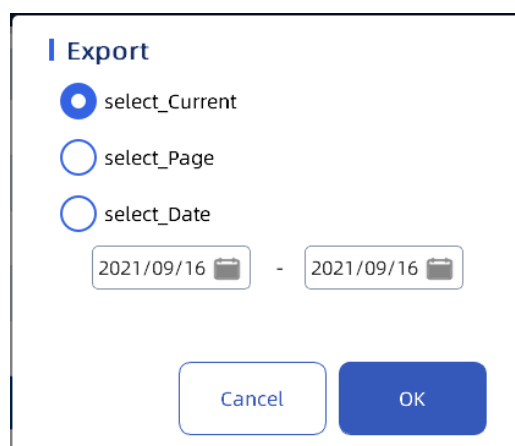 Export
select_Current
select_Page
select_Date
2021/09/16 - 2021/09/16
Cancel OK